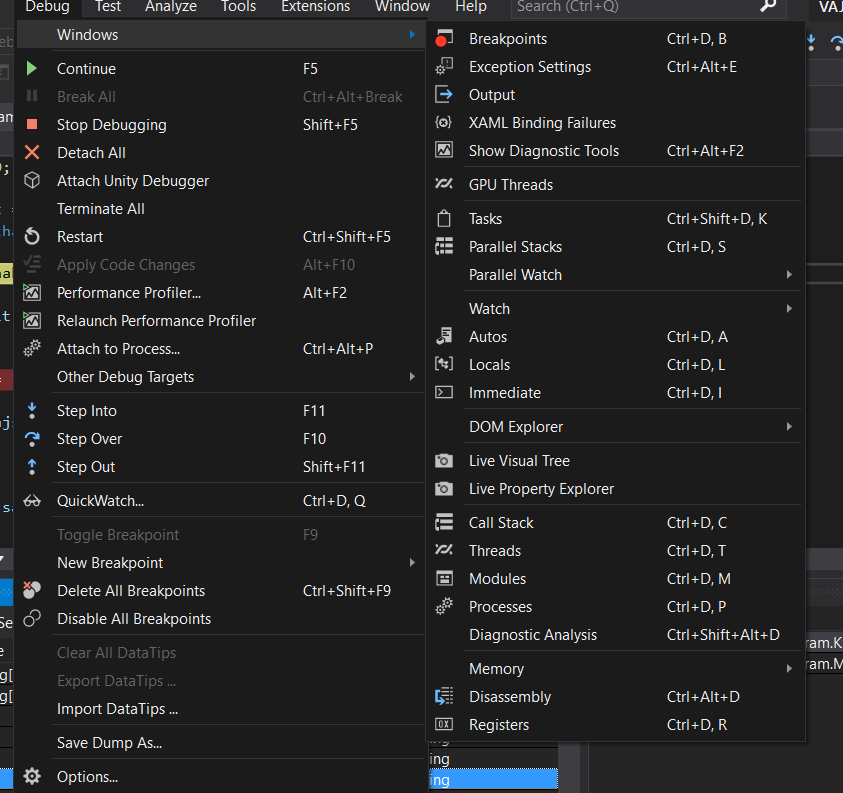 Debug Test Analyze Tools Extensions Window Help Search (Ctrl+Q) VAJ
Windows
Continue F5
Break All Ctrl+Alt+Break
Stop Debugging Shift+F5
Detach All
Attach Unity Debugger
Terminate All
Restart Ctrl+Shift+F5
Apply Code Changes Alt+F10
Performance Profiler... Alt+F2
Relaunch Performance Profiler
Attach to Process... Ctrl+Alt+P
Other Debug Targets
Step Into F11
Step Over F10
Step Out Shift+F11
QuickWatch... Ctrl+D, Q
Toggle Breakpoint F9
New Breakpoint
Delete All Breakpoints Ctrl+Shift+F9
Disable All Breakpoints
Clear All DataTips
Export DataTips ...
Import DataTips ...
Save Dump As...
Options...
Breakpoints Ctrl+D, B
Exception Settings Ctrl+Alt+E
Output
XAML Binding Failures
Show Diagnostic Tools Ctrl+Alt+F2
GPU Threads
Tasks Ctrl+Shift+D, K
Parallel Stacks Ctrl+D, S
Parallel Watch
Watch
Autos Ctrl+D, A
Locals Ctrl+D, L
Immediate Ctrl+D, I
DOM Explorer
Live Visual Tree
Live Property Explorer
Call Stack Ctrl+D, C
Threads Ctrl+D, T
Modules Ctrl+D, M
Processes Ctrl+D, P
Diagnostic Analysis Ctrl+Shift+Alt+D
Memory
Disassembly Ctrl+Alt+D
Registers Ctrl+D, R
ram.K
ram.M
ing
ing